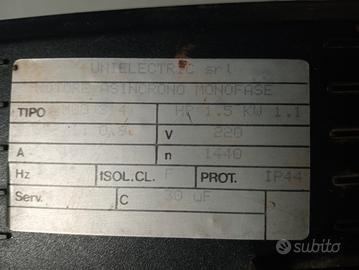 UNIELECTRIC srl
MOTORE ASINCRONO MONOFASE
TIPO HP 1.5 KW 1.1
V 220
A n 1440
Hz ISOL.CL. F PROT. IP44
Serv. C 30 uF
subito